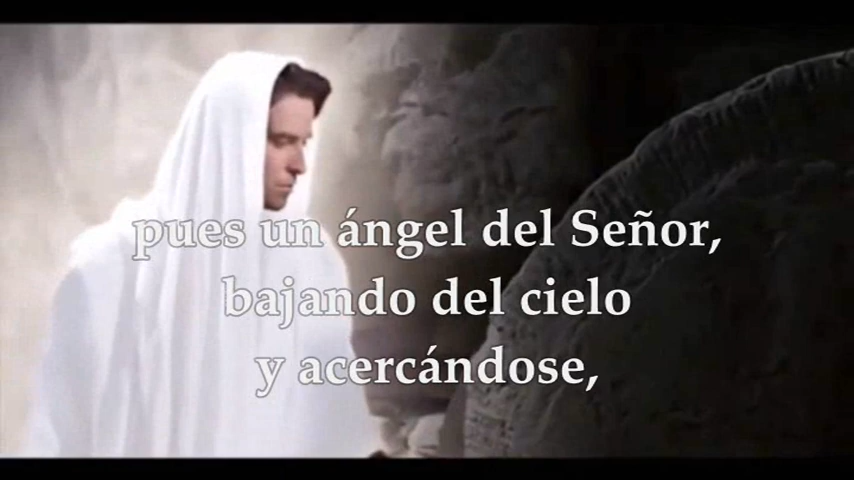 pues un ángel del Señor,
bajando del cielo
y acercándose,